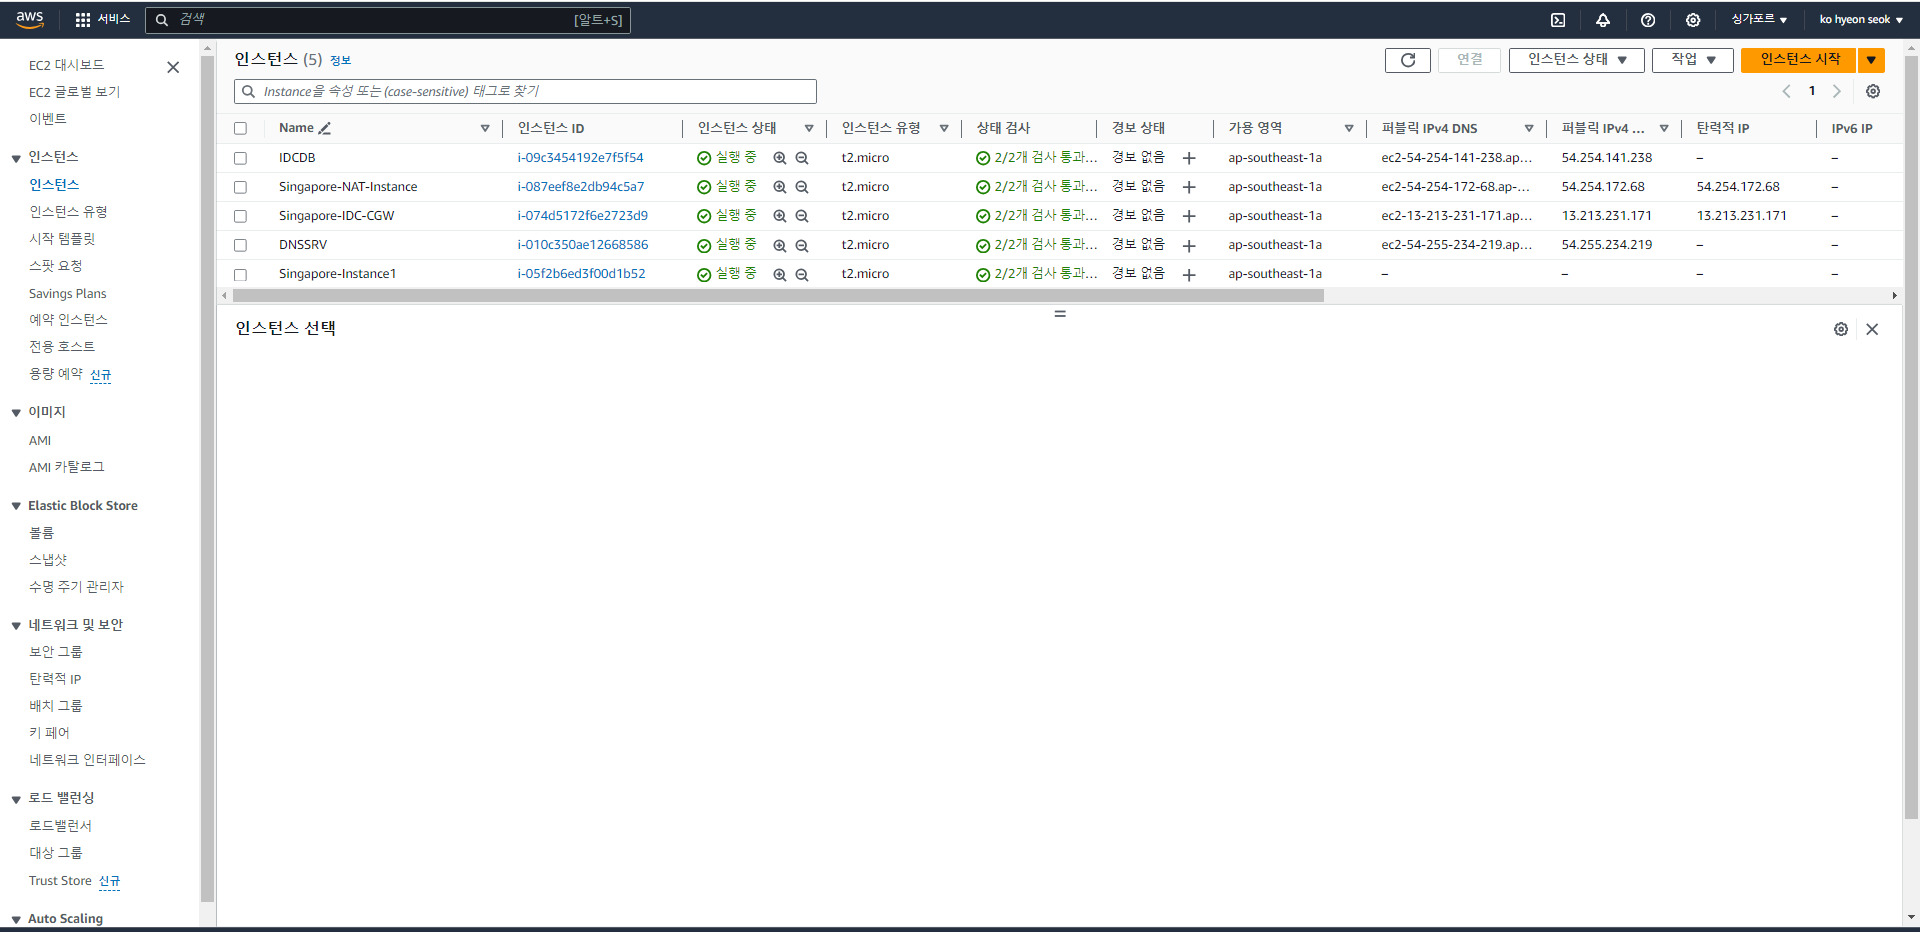 aws 서비스 검색 [알트+S] 싱가포르 ko hyeon seok
EC2 대시보드
EC2 글로벌 보기
이벤트
인스턴스
인스턴스
인스턴스 유형
시작 템플릿
스팟 요청
Savings Plans
예약 인스턴스
전용 호스트
용량 예약 신규
이미지
AMI
AMI 카탈로그
Elastic Block Store
볼륨
스냅샷
수명 주기 관리자
네트워크 및 보안
보안 그룹
탄력적 IP
배치 그룹
키 페어
네트워크 인터페이스
로드 밸런싱
로드밸런서
대상 그룹
Trust Store 신규
Auto Scaling
인스턴스 (5) 정보 연결 인스턴스 상태 작업 인스턴스 시작
Instance을 속성 또는 (case-sensitive) 태그로 찾기 1
Name 인스턴스 ID 인스턴스 상태 인스턴스 유형 상태 검사 경보 상태 가용 영역 퍼블릭 IPv4 DNS 퍼블릭 IPv4 ... 탄력적 IP IPv6 IP
IDCDB i-09c3454192e7f5f54 실행 중 t2.micro 2/2개 검사 통과... 경보 없음 ap-southeast-1a ec2-54-254-141-238.ap... 54.254.141.238 – –
Singapore-NAT-Instance i-087eef8e2db94c5a7 실행 중 t2.micro 2/2개 검사 통과... 경보 없음 ap-southeast-1a ec2-54-254-172-68.ap-... 54.254.172.68 54.254.172.68 –
Singapore-IDC-CGW i-074d5172f6e2723d9 실행 중 t2.micro 2/2개 검사 통과... 경보 없음 ap-southeast-1a ec2-13-213-231-171.ap... 13.213.231.171 13.213.231.171 –
DNSSRV i-010c350ae12668586 실행 중 t2.micro 2/2개 검사 통과... 경보 없음 ap-southeast-1a ec2-54-255-234-219.ap... 54.255.234.219 – –
Singapore-Instance1 i-05f2b6ed3f00d1b52 실행 중 t2.micro 2/2개 검사 통과... 경보 없음 ap-southeast-1a – – – –
인스턴스 선택